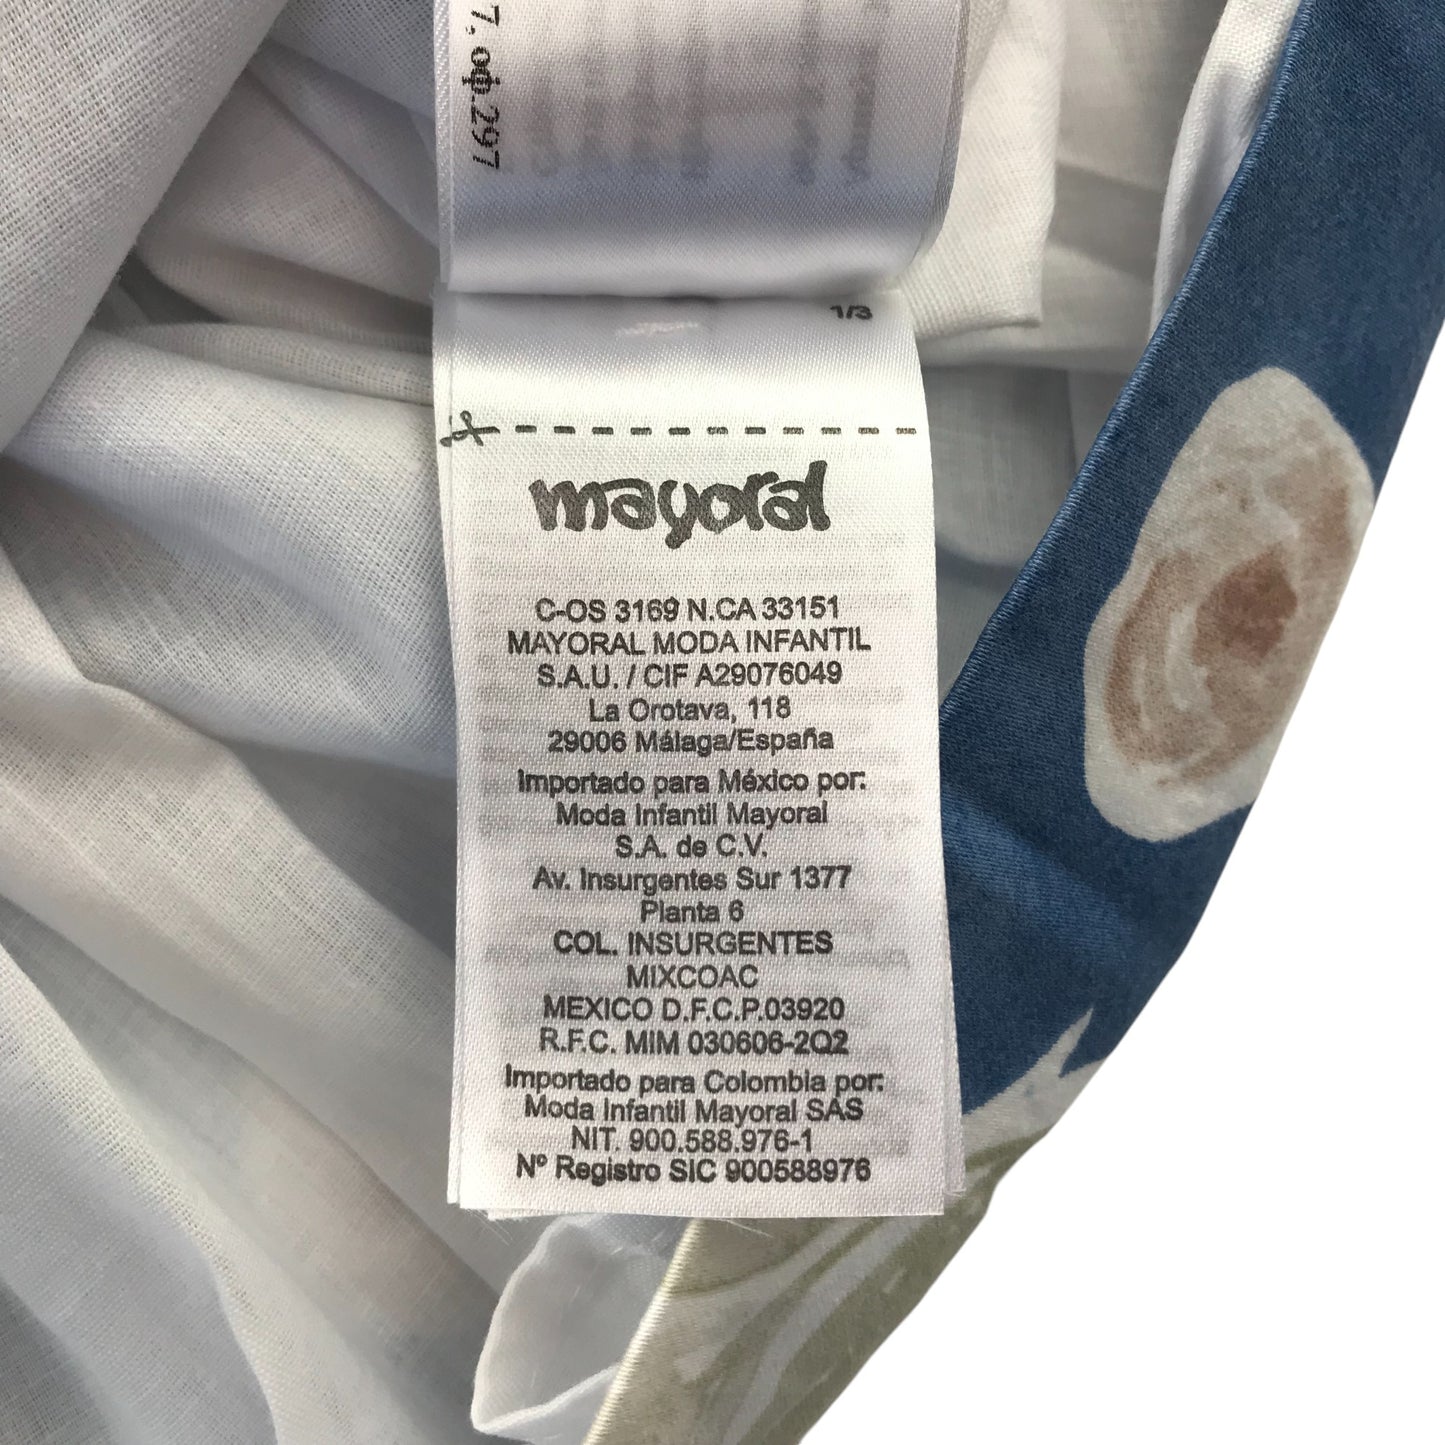 7, оф.297
1/3
mayoral
C-OS 3169 N.CA 33151
MAYORAL MODA INFANTIL
S.A.U. / CIF A29076049
La Orotava, 118
29006 Málaga/España
Importado para México por:
Moda Infantil Mayoral
S.A. de C.V.
Av. Insurgentes Sur 1377
Planta 6
COL. INSURGENTES
MIXCOAC
MEXICO D.F.C.P.03920
R.F.C. MIM 030606-2Q2
Importado para Colombia por:
Moda Infantil Mayoral SAS
NIT. 900.588.976-1
Nº Registro SIC 900588976